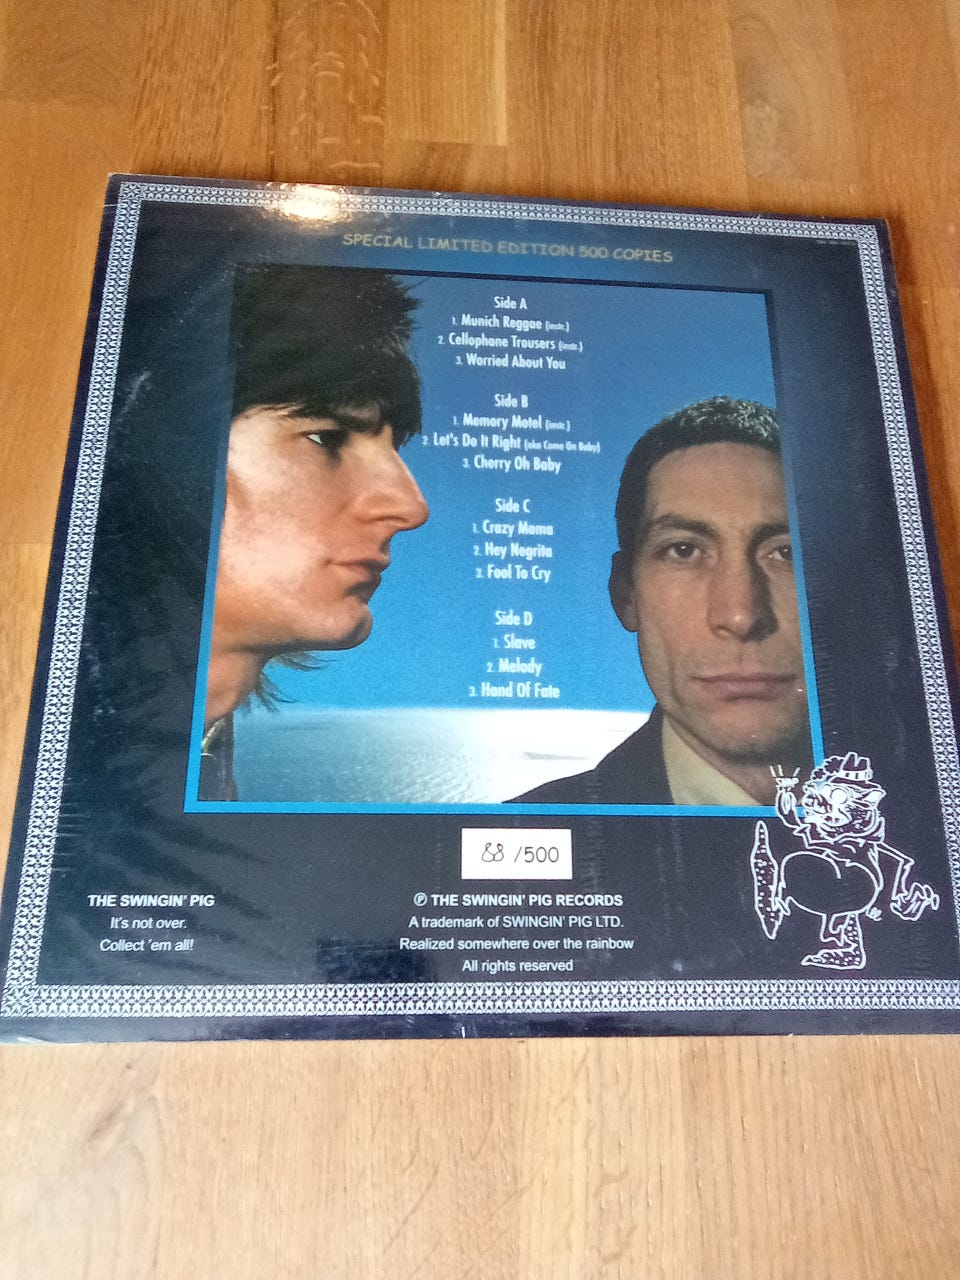 SPECIAL LIMITED EDITION 500 COPIES
Side A
1. Munich Reggae (instr.)
2. Cellophane Trousers (instr.)
3. Worried About You
Side B
1. Memory Motel (instr.)
2. Let's Do It Right (aka Come On Baby)
3. Cherry Oh Baby
Side C
1. Crazy Mama
2. Hey Negrita
3. Fool To Cry
Side D
1. Slave
2. Melody
3. Hand Of Fate
SNAP
88 /500
THE SWINGIN' PIG
It's not over.
Collect 'em all!
℗ THE SWINGIN' PIG RECORDS
A trademark of SWINGIN' PIG LTD.
Realized somewhere over the rainbow
All rights reserved